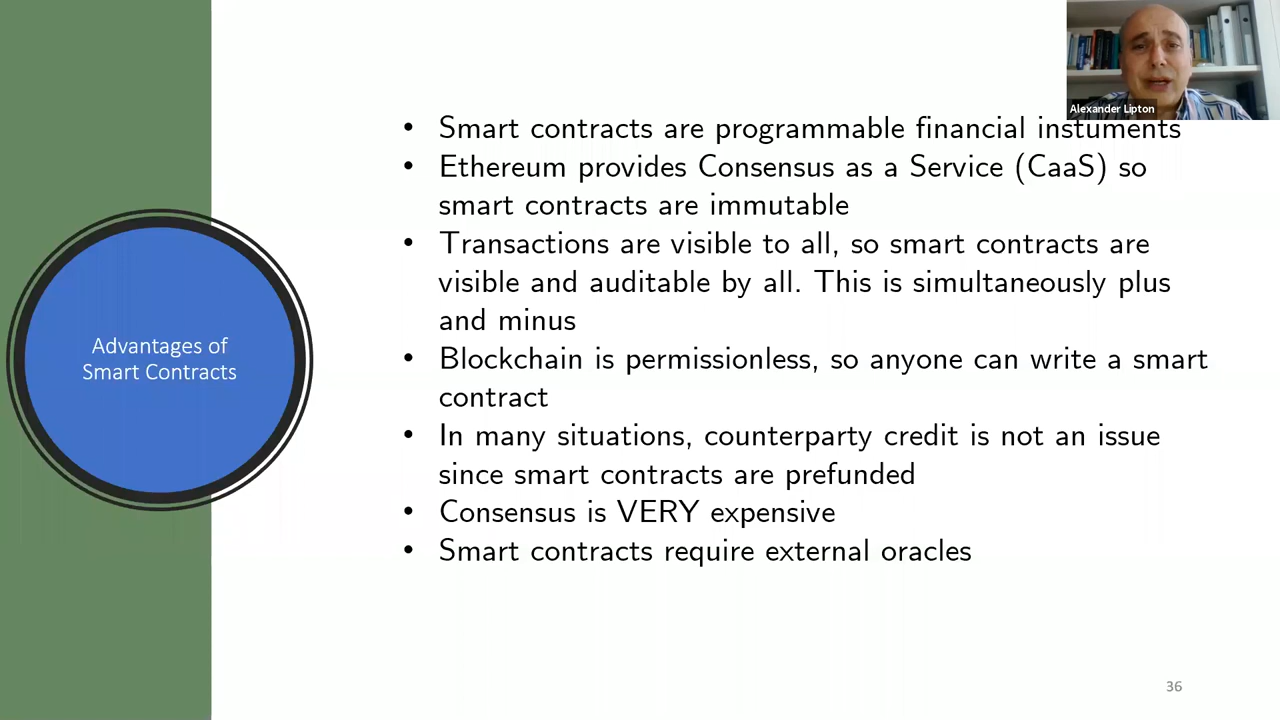 Alexander Lipton
Advantages of
Smart Contracts
• Smart contracts are programmable financial instuments
• Ethereum provides Consensus as a Service (CaaS) so
smart contracts are immutable
• Transactions are visible to all, so smart contracts are
visible and auditable by all. This is simultaneously plus
and minus
• Blockchain is permissionless, so anyone can write a smart
contract
• In many situations, counterparty credit is not an issue
since smart contracts are prefunded
• Consensus is VERY expensive
• Smart contracts require external oracles
36